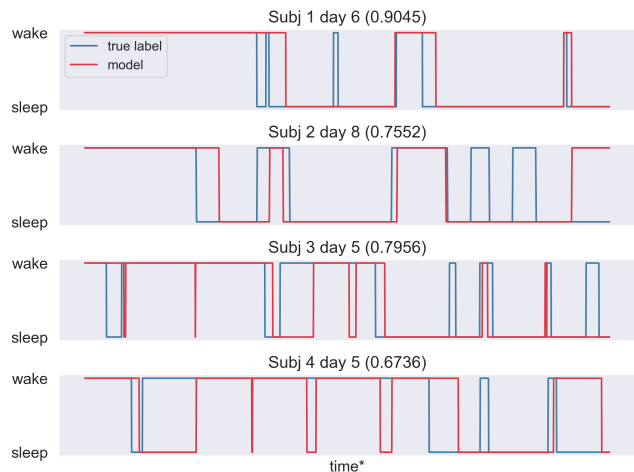 Subj 1 day 6 (0.9045)
wake
true label
model
sleep
Subj 2 day 8 (0.7552)
wake
sleep
Subj 3 day 5 (0.7956)
wake
sleep
Subj 4 day 5 (0.6736)
wake
sleep
time*